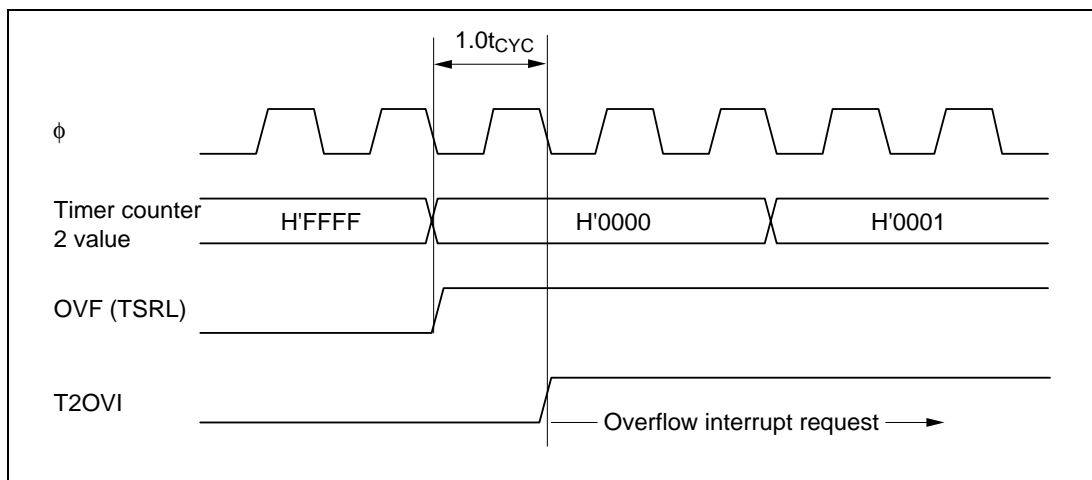 1.0tCYC
ϕ
Timer counter
2 value
H'FFFF
H'0000
H'0001
OVF (TSRL)
T2OVI
Overflow interrupt request